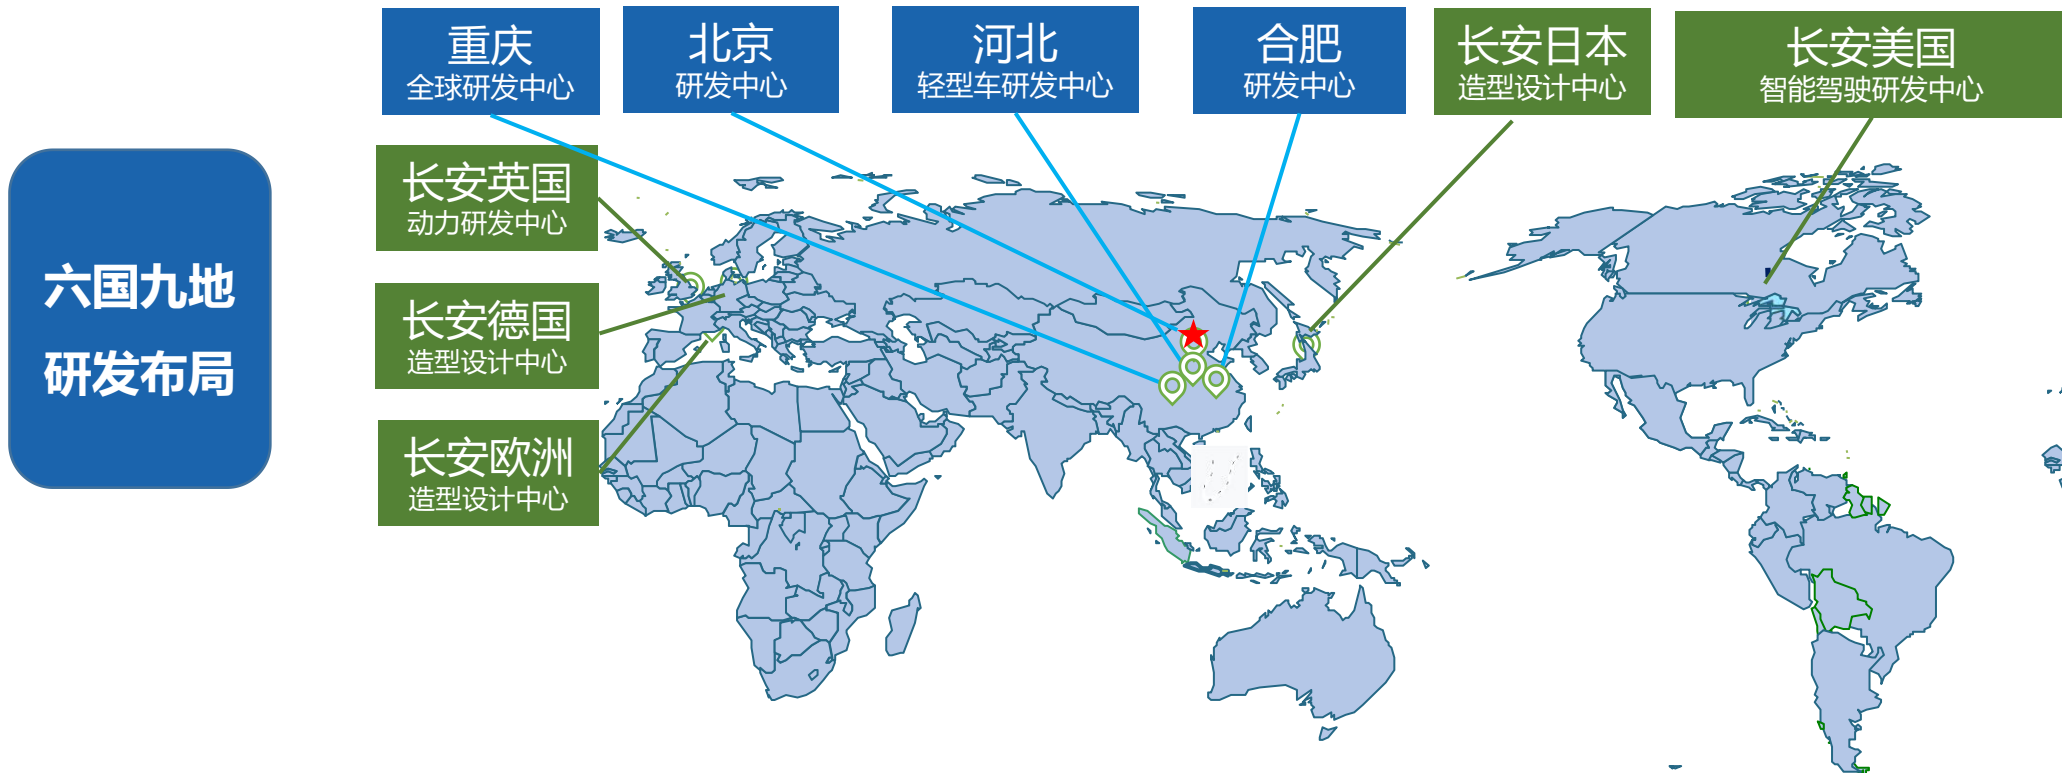 重庆
全球研发中心
北京
研发中心
河北
轻型车研发中心
合肥
研发中心
长安日本
造型设计中心
长安美国
智能驾驶研发中心
长安英国
动力研发中心
长安德国
造型设计中心
长安欧洲
造型设计中心
六国九地
研发布局